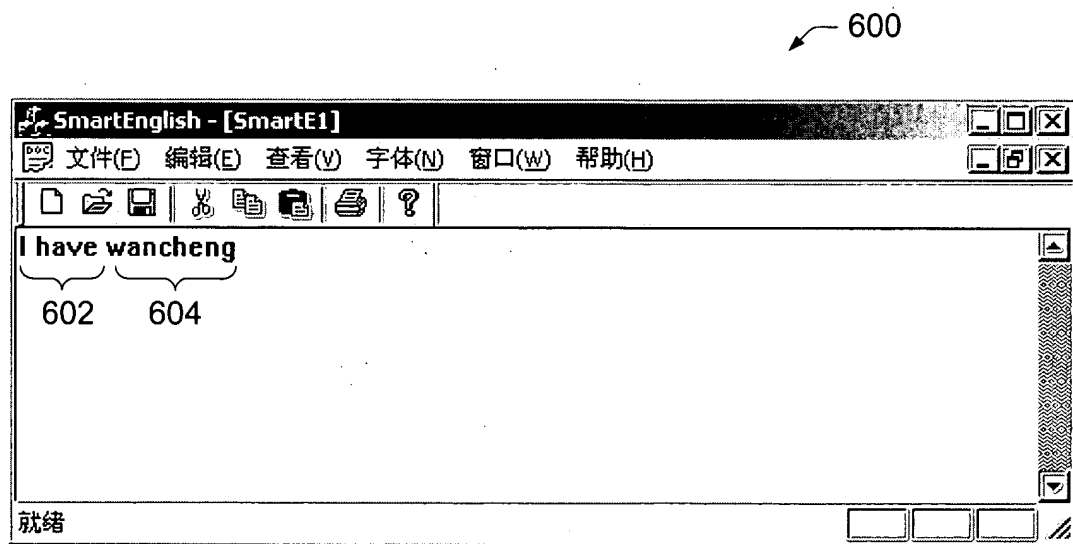 600
SmartEnglish - [SmartE1]
文件(F) 编辑(E) 查看(V) 字体(N) 窗口(W) 帮助(H)
I have wancheng
602 604
就绪